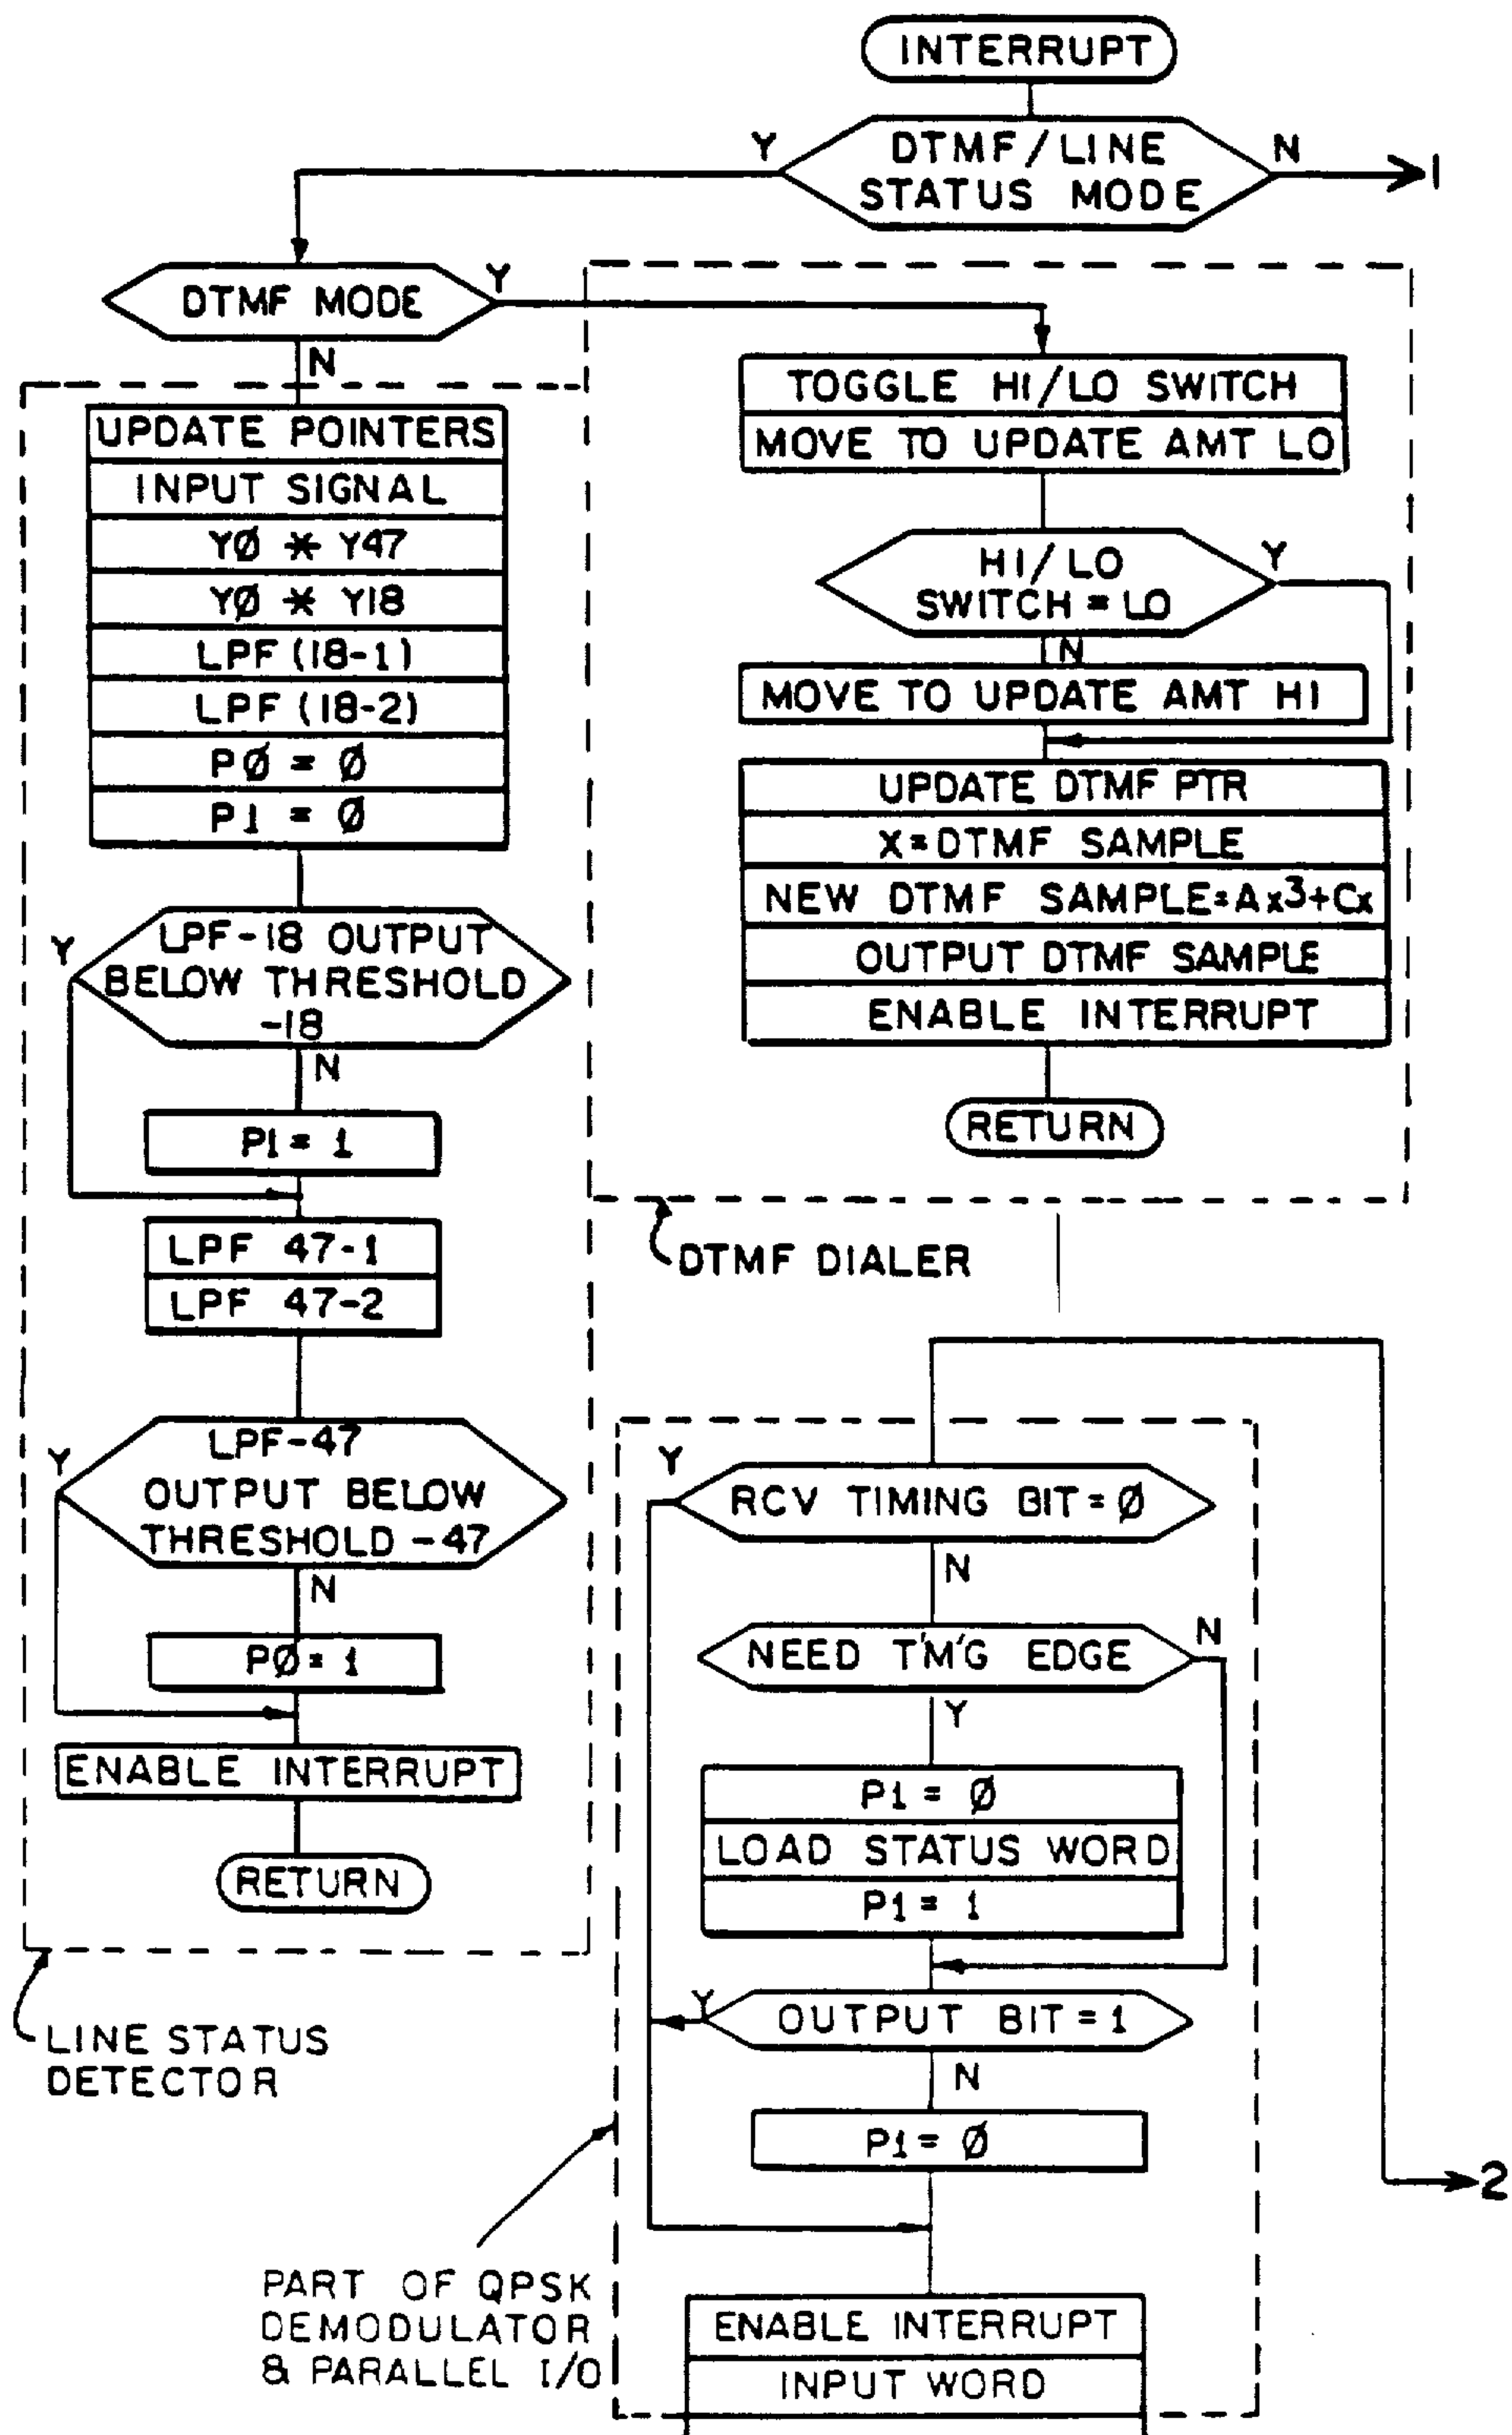 INTERRUPT
Y
DTMF/LINE
STATUS MODE
N
1
DTMF MODE
Y
N
UPDATE POINTERS
INPUT SIGNAL
YØ * Y47
YØ * Y18
LPF (18-1)
LPF (18-2)
PØ = Ø
P1 = Ø
Y
LPF-18 OUTPUT
BELOW THRESHOLD
-18
N
P1 = 1
LPF 47-1
LPF 47-2
Y
LPF-47
OUTPUT BELOW
THRESHOLD -47
N
PØ = 1
ENABLE INTERRUPT
RETURN
LINE STATUS
DETECTOR
TOGGLE HI/LO SWITCH
MOVE TO UPDATE AMT LO
HI/LO
SWITCH = LO
Y
N
MOVE TO UPDATE AMT HI
UPDATE DTMF PTR
X = DTMF SAMPLE
NEW DTMF SAMPLE = Ax³+Cx
OUTPUT DTMF SAMPLE
ENABLE INTERRUPT
RETURN
DTMF DIALER
Y
RCV TIMING BIT = Ø
N
NEED T'M'G EDGE
N
Y
P1 = Ø
LOAD STATUS WORD
P1 = 1
Y
OUTPUT BIT = 1
N
P1 = Ø
2
PART OF QPSK
DEMODULATOR
& PARALLEL I/O
ENABLE INTERRUPT
INPUT WORD